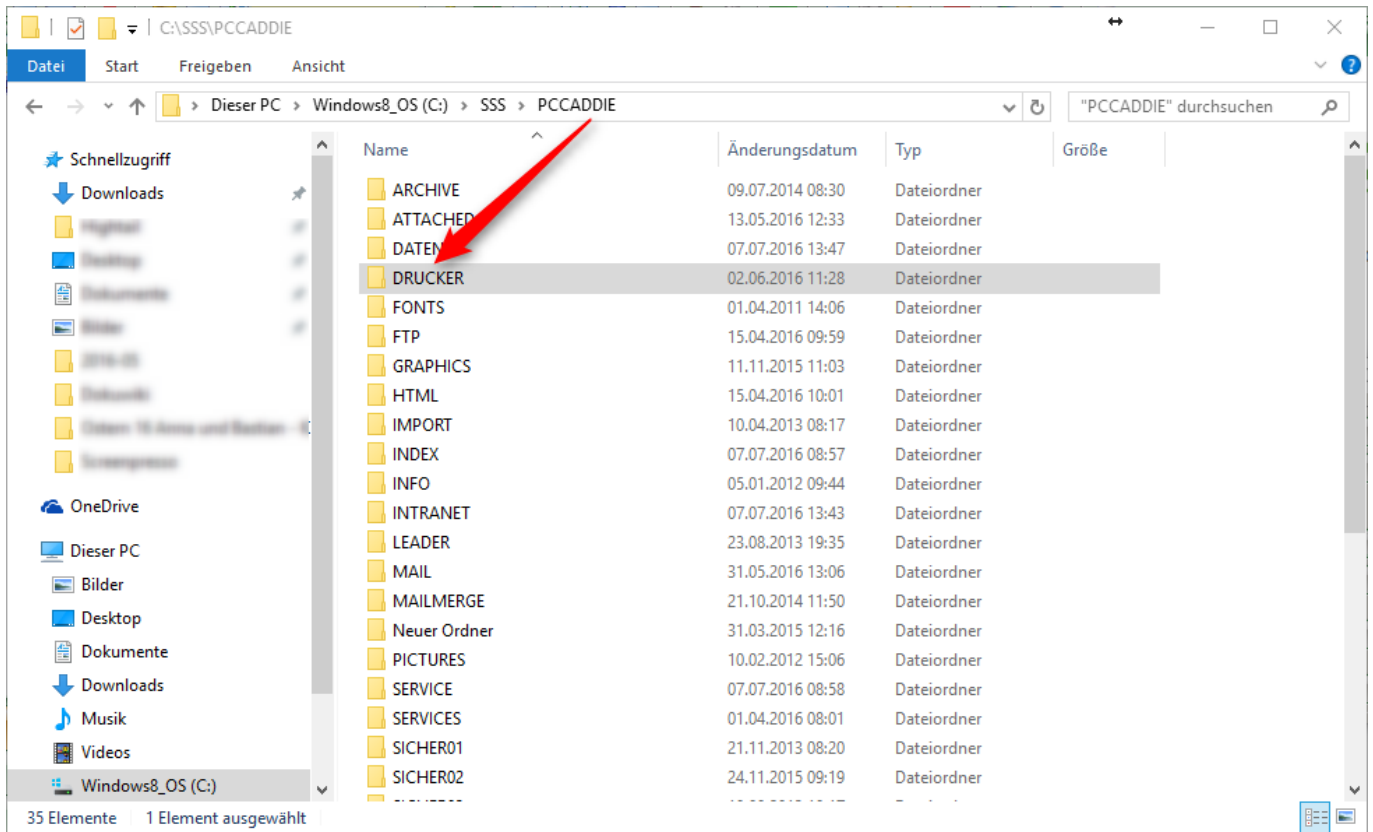 C:\SSS\PCCADDIE
Datei Start Freigeben Ansicht
Dieser PC Windows8_OS (C:) SSS PCCADDIE "PCCADDIE" durchsuchen
Schnellzugriff
Downloads
OneDrive
Dieser PC
Bilder
Desktop
Dokumente
Downloads
Musik
Videos
Windows8_OS (C:)
Name Änderungsdatum Typ Größe
ARCHIVE 09.07.2014 08:30 Dateiordner
ATTACHED 13.05.2016 12:33 Dateiordner
DATEN 07.07.2016 13:47 Dateiordner
DRUCKER 02.06.2016 11:28 Dateiordner
FONTS 01.04.2011 14:06 Dateiordner
FTP 15.04.2016 09:59 Dateiordner
GRAPHICS 11.11.2015 11:03 Dateiordner
HTML 15.04.2016 10:01 Dateiordner
IMPORT 10.04.2013 08:17 Dateiordner
INDEX 07.07.2016 08:57 Dateiordner
INFO 05.01.2012 09:44 Dateiordner
INTRANET 07.07.2016 13:43 Dateiordner
LEADER 23.08.2013 19:35 Dateiordner
MAIL 31.05.2016 13:06 Dateiordner
MAILMERGE 21.10.2014 11:50 Dateiordner
Neuer Ordner 31.03.2015 12:16 Dateiordner
PICTURES 10.02.2012 15:06 Dateiordner
SERVICE 07.07.2016 08:58 Dateiordner
SERVICES 01.04.2016 08:01 Dateiordner
SICHER01 21.11.2013 08:20 Dateiordner
SICHER02 24.11.2015 09:19 Dateiordner
35 Elemente 1 Element ausgewählt